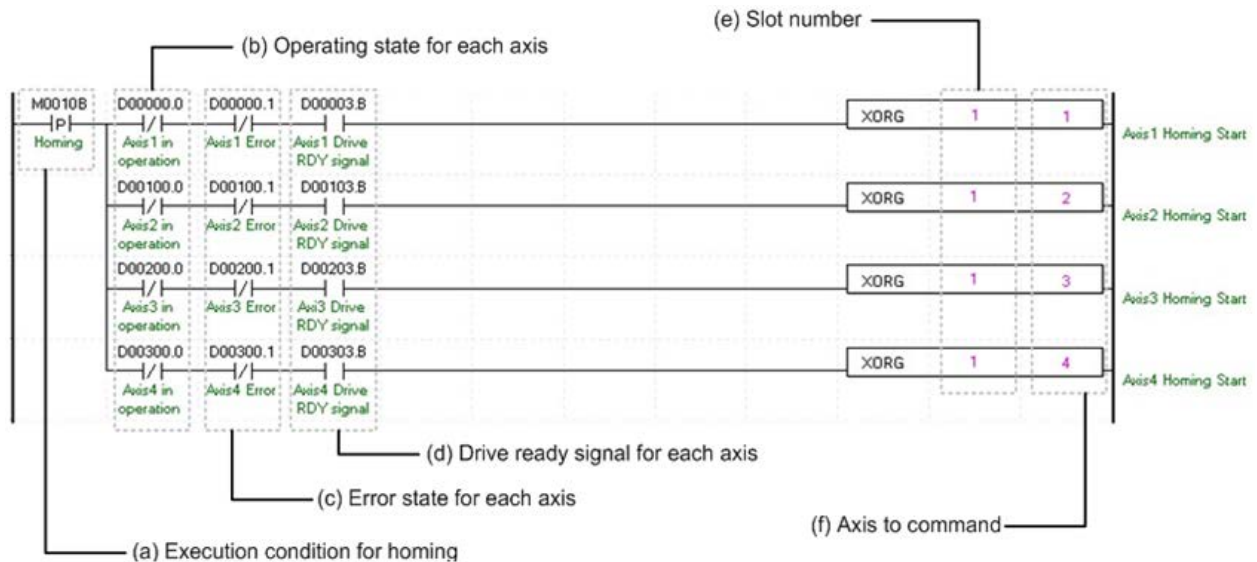 (e) Slot number
(b) Operating state for each axis
M0010B D00000.0 D00000.1 D00003.B
P XORG 1 1
Homing Axis1 in operation Axis1 Error Axis1 Drive RDY signal Axis1 Homing Start
D00100.0 D00100.1 D00103.B
XORG 1 2
Axis2 in operation Axis2 Error Axis2 Drive RDY signal Axis2 Homing Start
D00200.0 D00200.1 D00203.B
XORG 1 3
Axis3 in operation Axis3 Error Axi3 Drive RDY signal Axis3 Homing Start
D00300.0 D00300.1 D00303.B
XORG 1 4
Axis4 in operation Axis4 Error Axis4 Drive RDY signal Axis4 Homing Start
(d) Drive ready signal for each axis
(c) Error state for each axis
(f) Axis to command
(a) Execution condition for homing